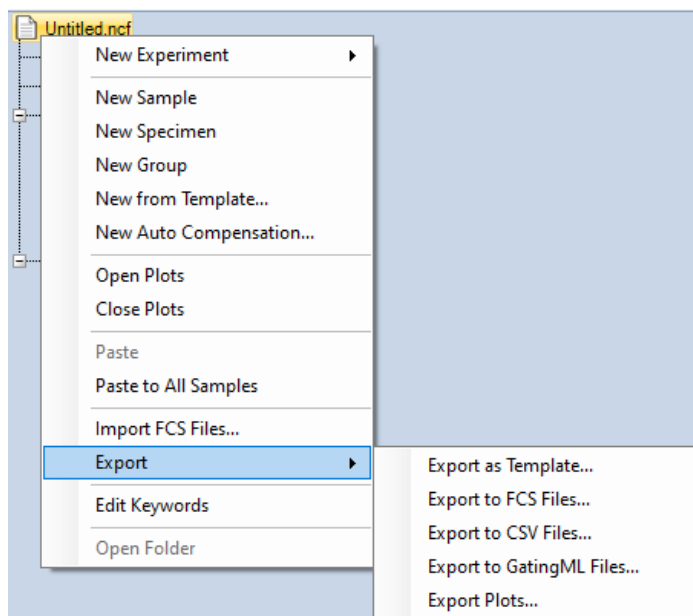 Untitled.ncf
New Experiment
New Sample
New Specimen
New Group
New from Template...
New Auto Compensation...
Open Plots
Close Plots
Paste
Paste to All Samples
Import FCS Files...
Export
Edit Keywords
Open Folder
Export as Template...
Export to FCS Files...
Export to CSV Files...
Export to GatingML Files...
Export Plots...